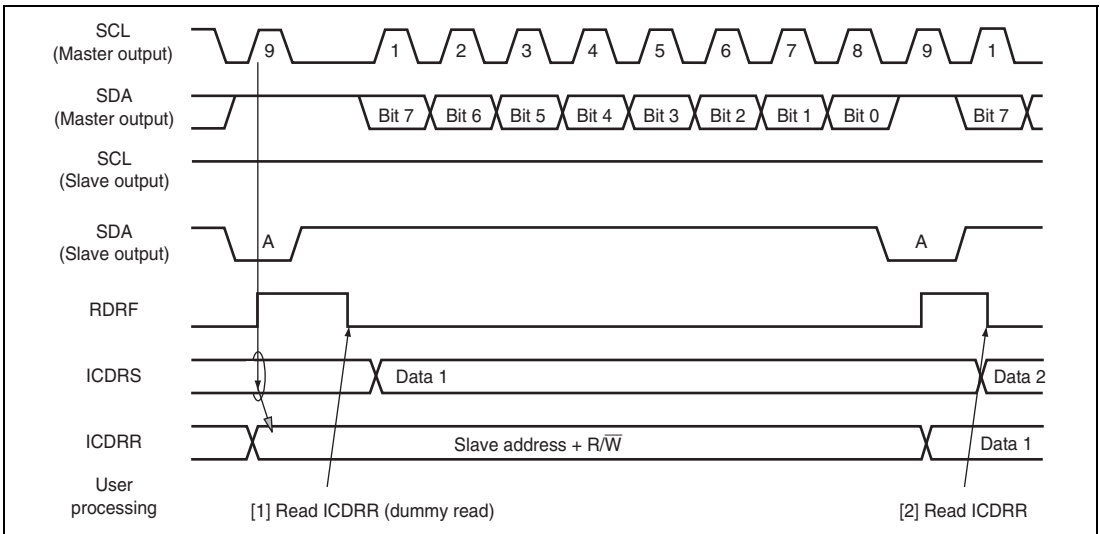 SCL
(Master output)
9 1 2 3 4 5 6 7 8 9 1
SDA
(Master output)
Bit 7 Bit 6 Bit 5 Bit 4 Bit 3 Bit 2 Bit 1 Bit 0 Bit 7
SCL
(Slave output)
SDA
(Slave output)
A A
RDRF
ICDRS
Data 1 Data 2
ICDRR
Slave address + R/W̅ Data 1
User
processing
[1] Read ICDRR (dummy read) [2] Read ICDRR